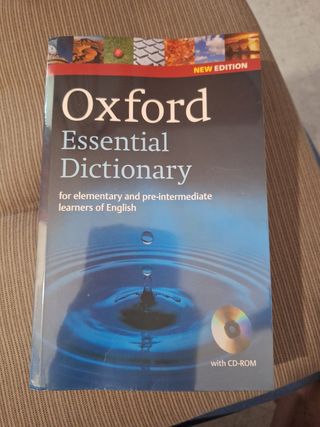 NEW EDITION
Oxford
Essential
Dictionary
for elementary and pre-intermediate
learners of English
with CD-ROM